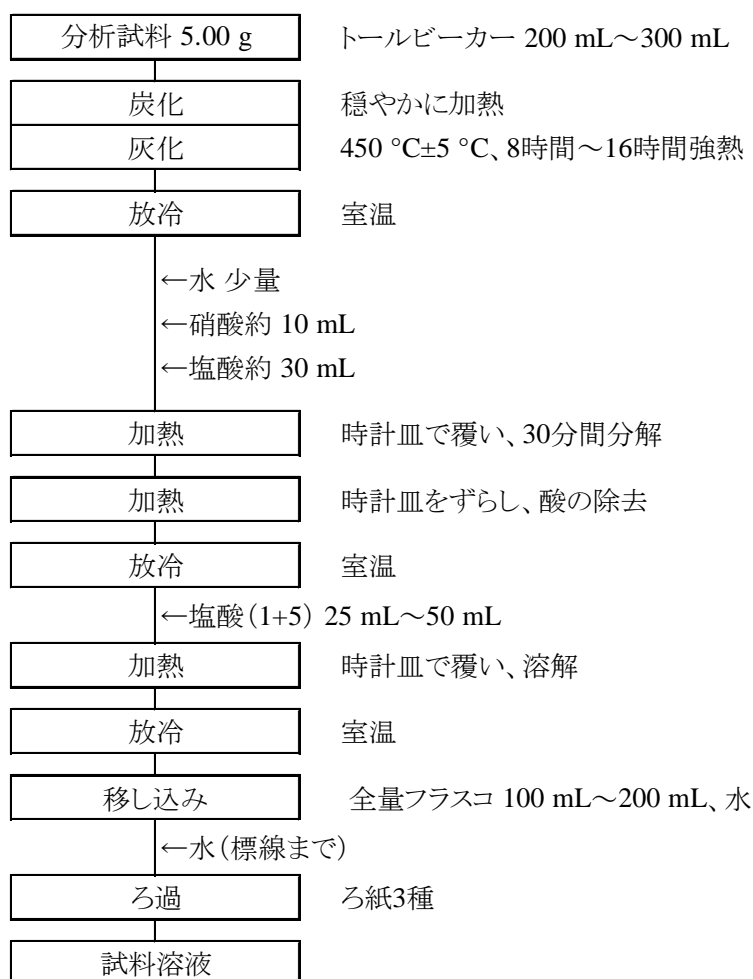 分析試料 5.00 g トールビーカー 200 mL～300 mL
炭化 穏やかに加熱
灰化 450 °C±5 °C、8時間～16時間強熱
放冷 室温
←水 少量
←硝酸約 10 mL
←塩酸約 30 mL
加熱 時計皿で覆い、30分間分解
加熱 時計皿をずらし、酸の除去
放冷 室温
←塩酸（1+5） 25 mL～50 mL
加熱 時計皿で覆い、溶解
放冷 室温
移し込み 全量フラスコ 100 mL～200 mL、水
←水（標線まで）
ろ過 ろ紙3種
試料溶液